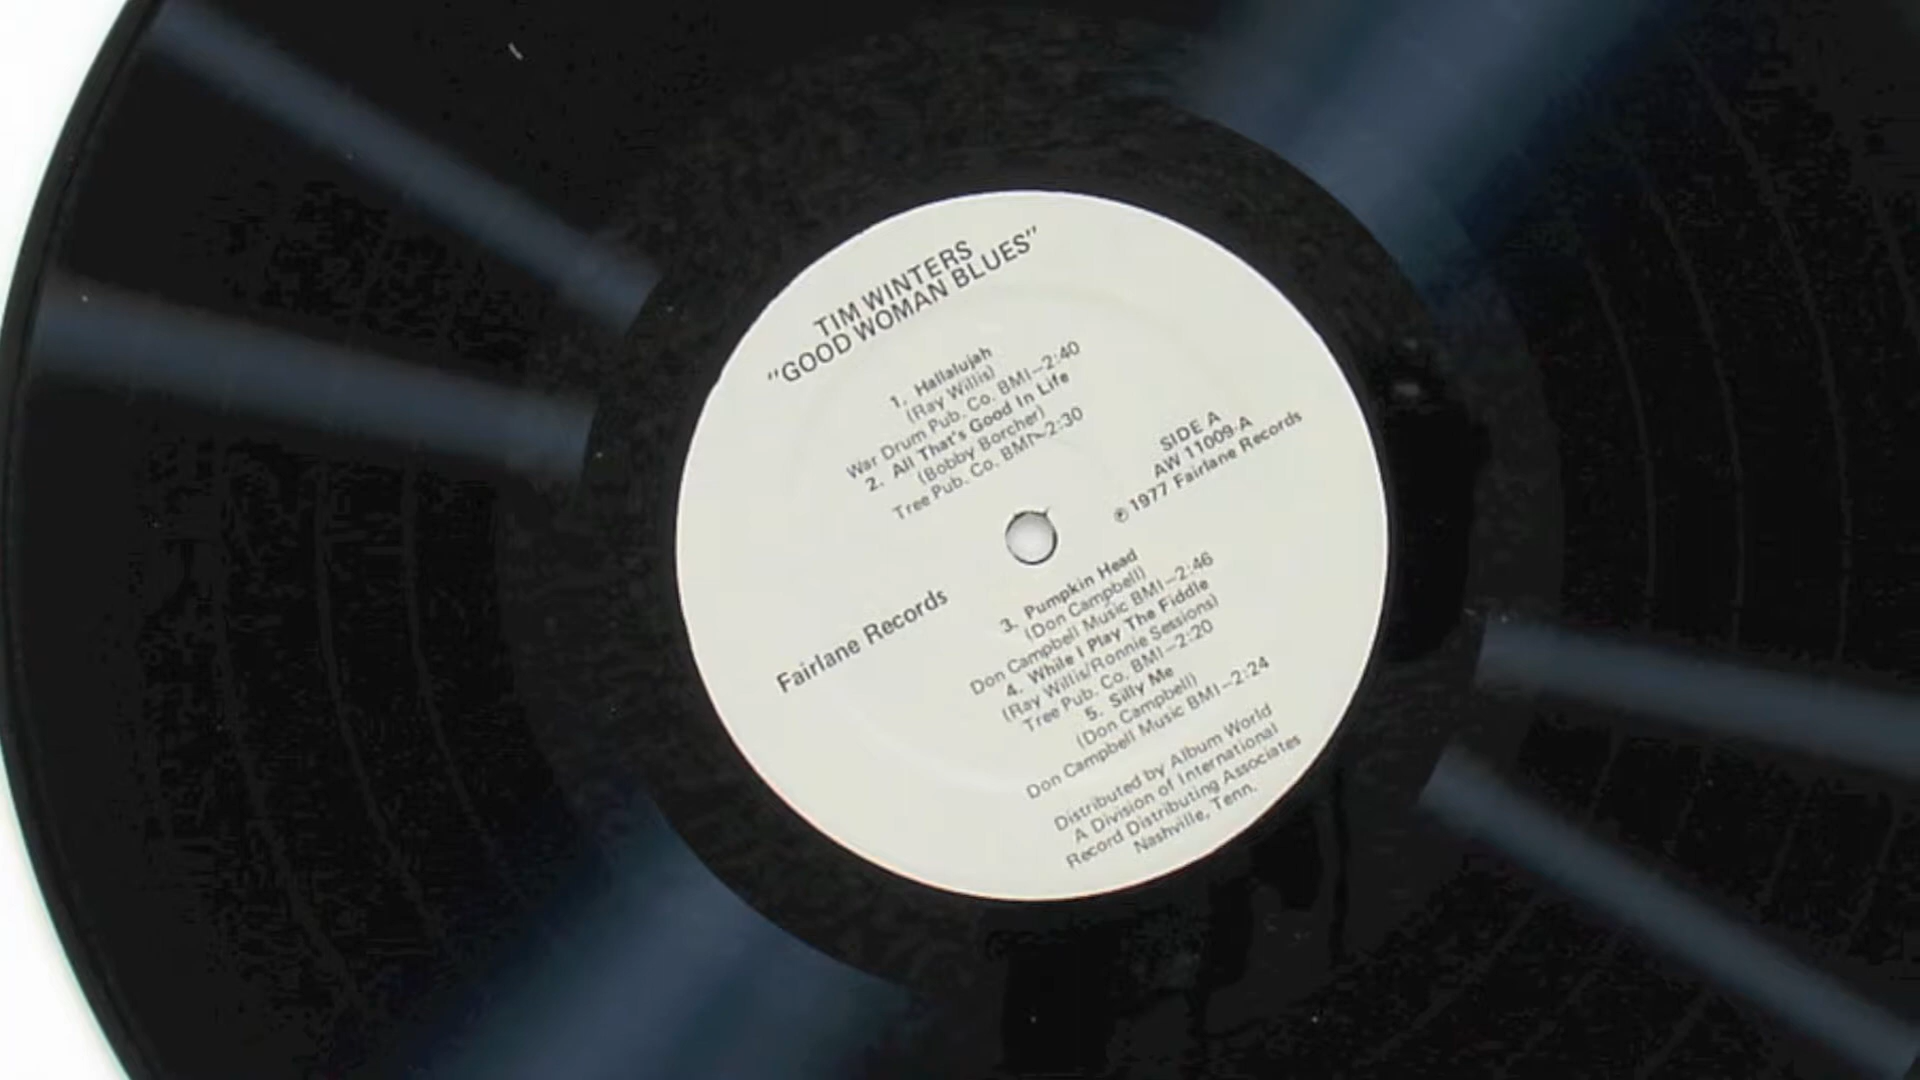 TIM WINTERS
"GOOD WOMAN BLUES"
1. Hallalujah
(Ray Willis)
War Drum Pub. Co. BMI–2:40
2. All That's Good In Life
(Bobby Borcher)
Tree Pub. Co. BMI–2:30
SIDE A
AW 11009-A
℗ 1977 Fairlane Records
Fairlane Records
3. Pumpkin Head
(Don Campbell)
Don Campbell Music BMI–2:46
4. While I Play The Fiddle
(Ray Willis/Ronnie Sessions)
Tree Pub. Co. BMI–2:20
5. Silly Me
(Don Campbell)
Don Campbell Music BMI–2:24
Distributed by Album World
A Division of International
Record Distributing Associates
Nashville, Tenn.